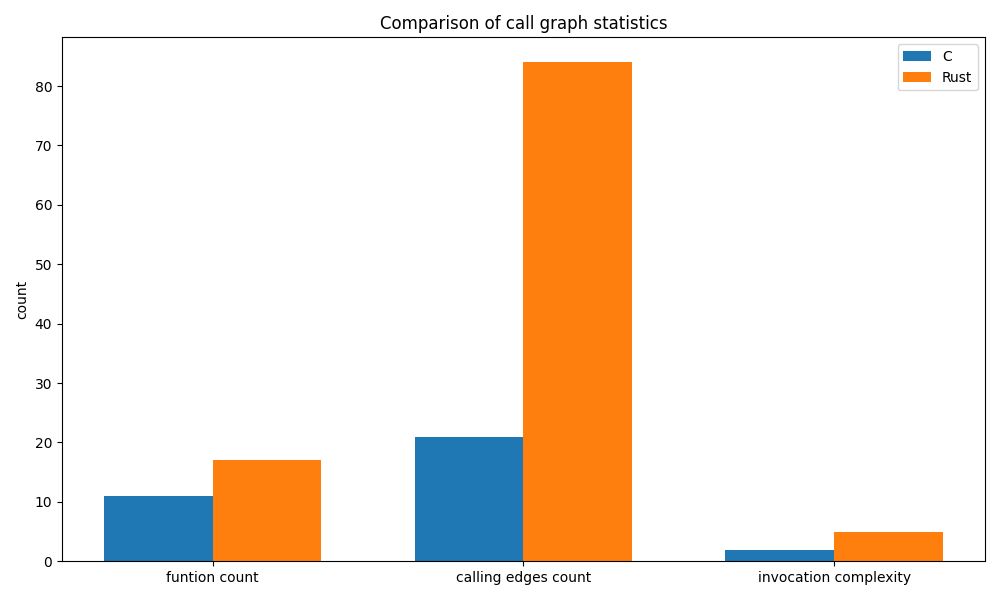 Comparison of call graph statistics
C
Rust
count
80
70
60
50
40
30
20
10
0
funtion count
calling edges count
invocation complexity